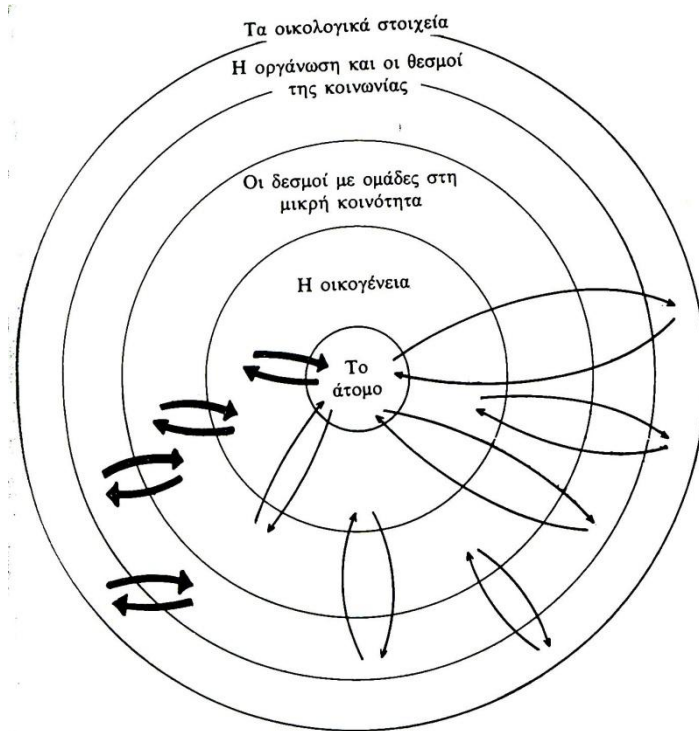 Τα οικολογικά στοιχεία
Η οργάνωση και οι θεσμοί
της κοινωνίας
Οι δεσμοί με ομάδες στη
μικρή κοινότητα
Η οικογένεια
Το
άτομο